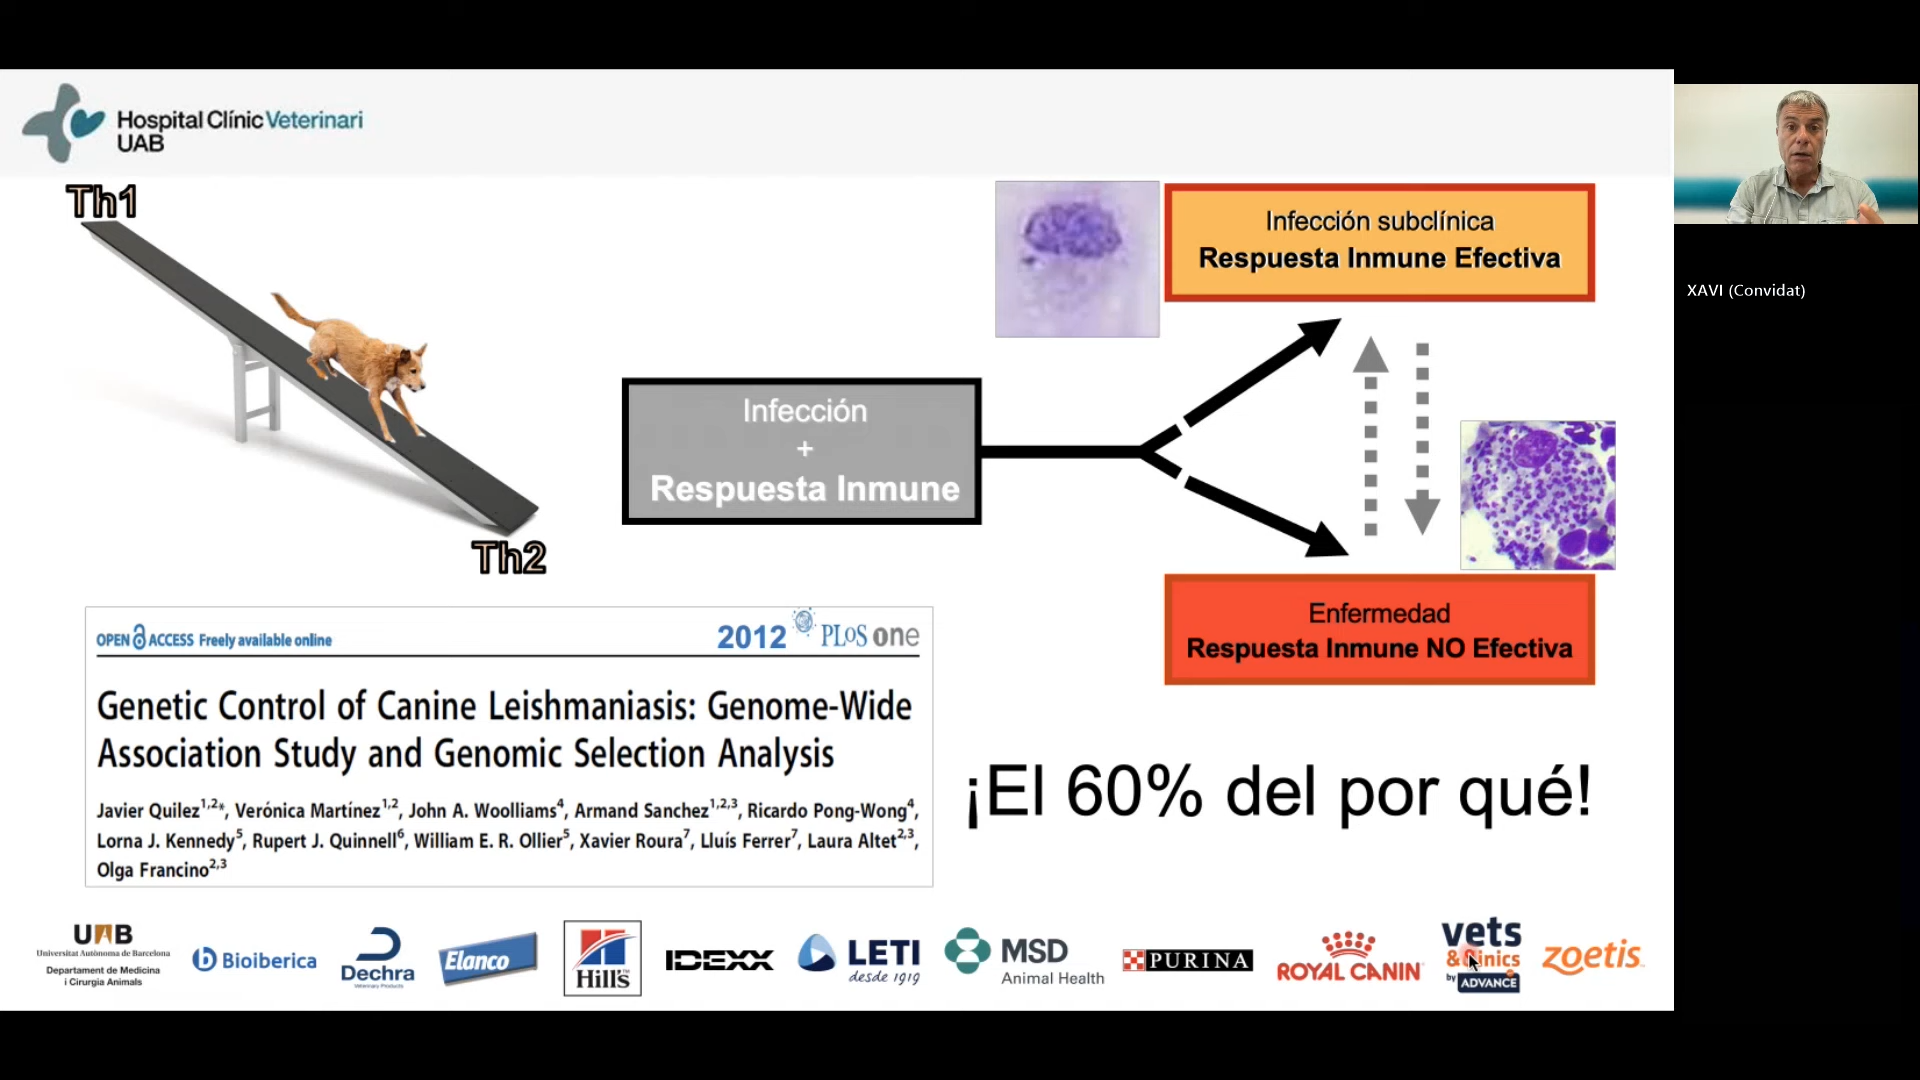 Hospital Clínic Veterinari
UAB
Th1
Th2
Infección subclínica
Respuesta Inmune Efectiva
XAVI (Convidat)
Infección
+
Respuesta Inmune
Enfermedad
Respuesta Inmune NO Efectiva
OPEN ACCESS Freely available online
2012 PLoS one
Genetic Control of Canine Leishmaniasis: Genome-Wide
Association Study and Genomic Selection Analysis
Javier Quilez1,2*, Verónica Martínez1,2, John A. Woolliams4, Armand Sanchez1,2,3, Ricardo Pong-Wong4,
Lorna J. Kennedy5, Rupert J. Quinnell6, William E. R. Ollier5, Xavier Roura7, Lluís Ferrer7, Laura Altet2,3,
Olga Francino2,3
¡El 60% del por qué!
UAB
Universitat Autònoma de Barcelona
Departament de Medicina
i Cirurgia Animals
Bioiberica
Dechra
Veterinary Products
Elanco
Hill's
IDEXX
LETI
desde 1919
MSD
Animal Health
PURINA
ROYAL CANIN
vets
&clinics
by ADVANCE
zoetis